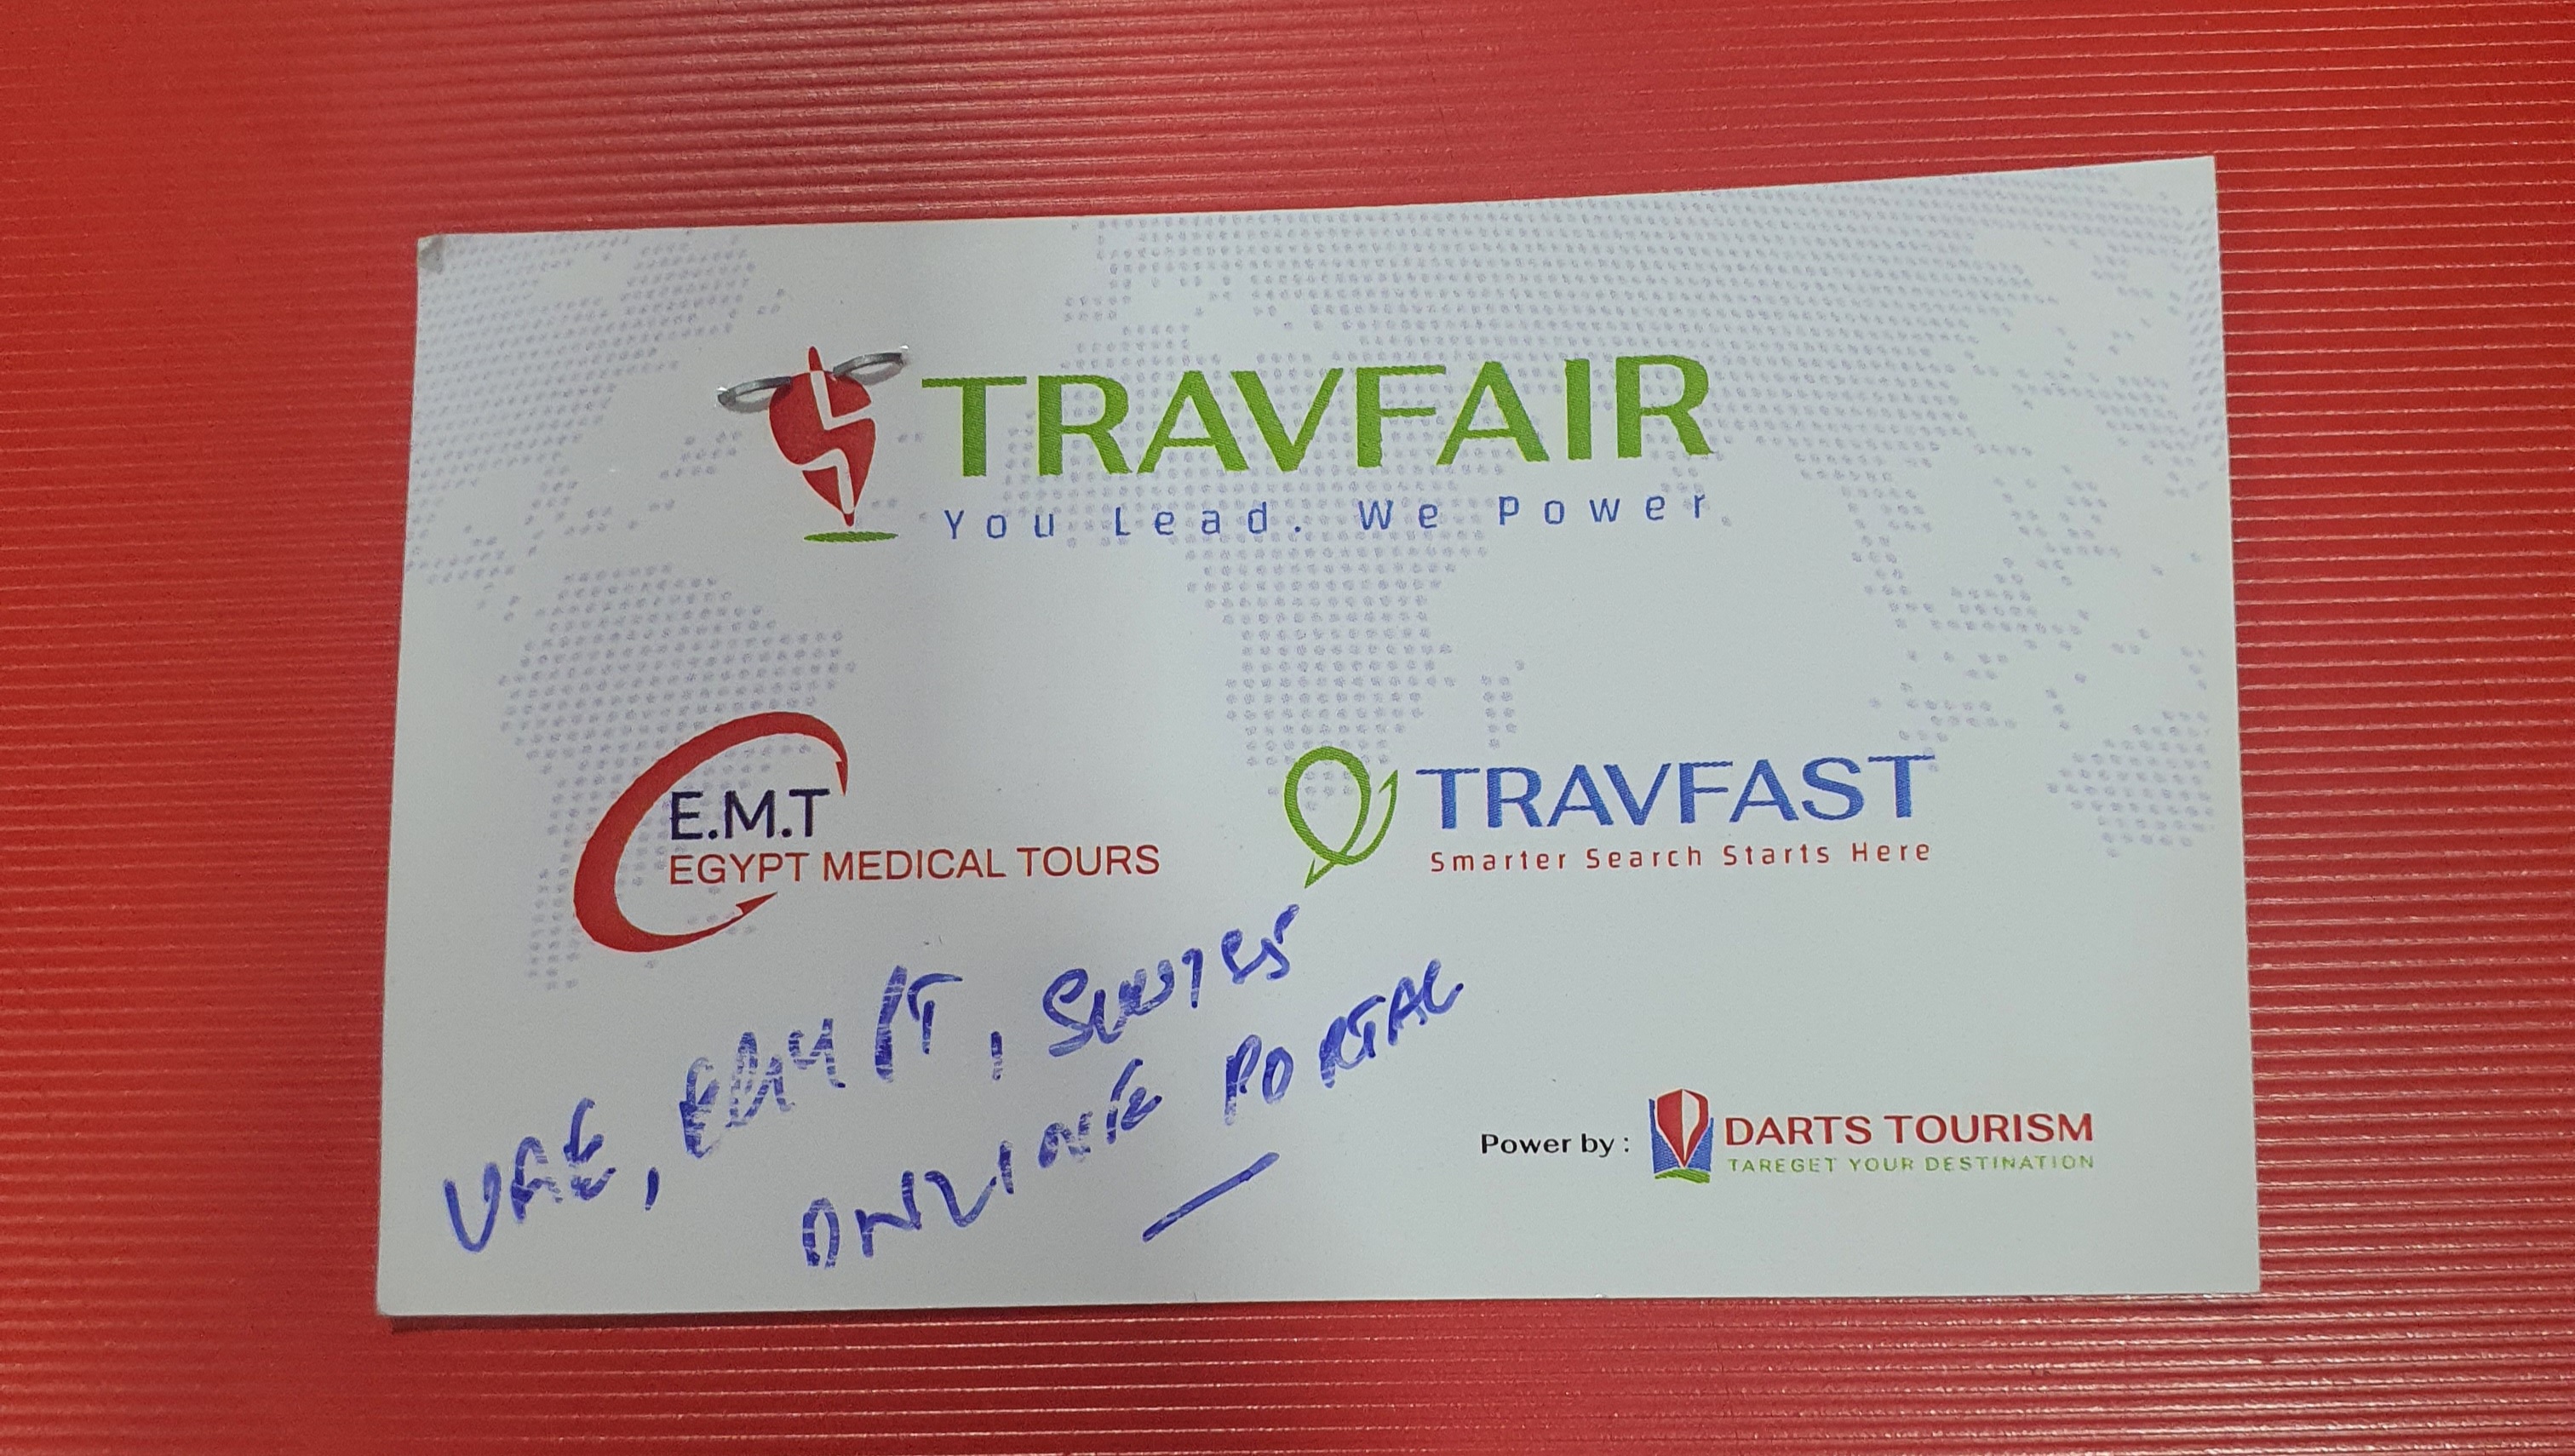 TRAVFAIR
You Lead. We Power
E.M.T
EGYPT MEDICAL TOURS
TRAVFAST
Smarter Search Starts Here
UAE, EGYPT,
ONLINE PORTAL
Power by :
DARTS TOURISM
TAREGET YOUR DESTINATION